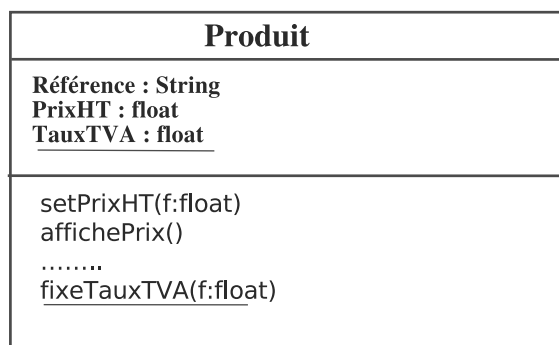 Produit
Référence : String
PrixHT : float
TauxTVA : float
setPrixHT(f:float)
affichePrix()
........
fixeTauxTVA(f:float)